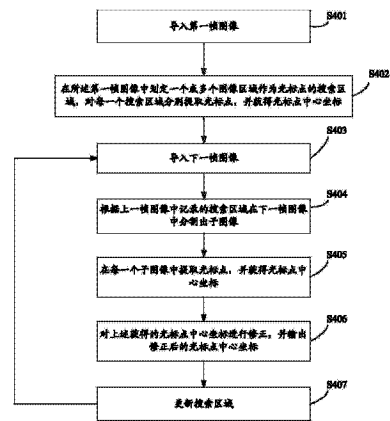 S401
导入第一帧图像
S402
在所述第一帧图像中划定一个或多个图像区域作为光标点的搜索区
域，对每一个搜索区域分别提取光标点，并获得光标点中心坐标
S403
导入下一帧图像
S404
根据上一帧图像中记录的搜索区域在下一帧图像
中分割出子图像
S405
在每一个子图像中提取光标点，并获得光标点中
心坐标
S406
对上述获得的光标点中心坐标进行修正，并输出
修正后的光标点中心坐标
S407
更新搜索区域